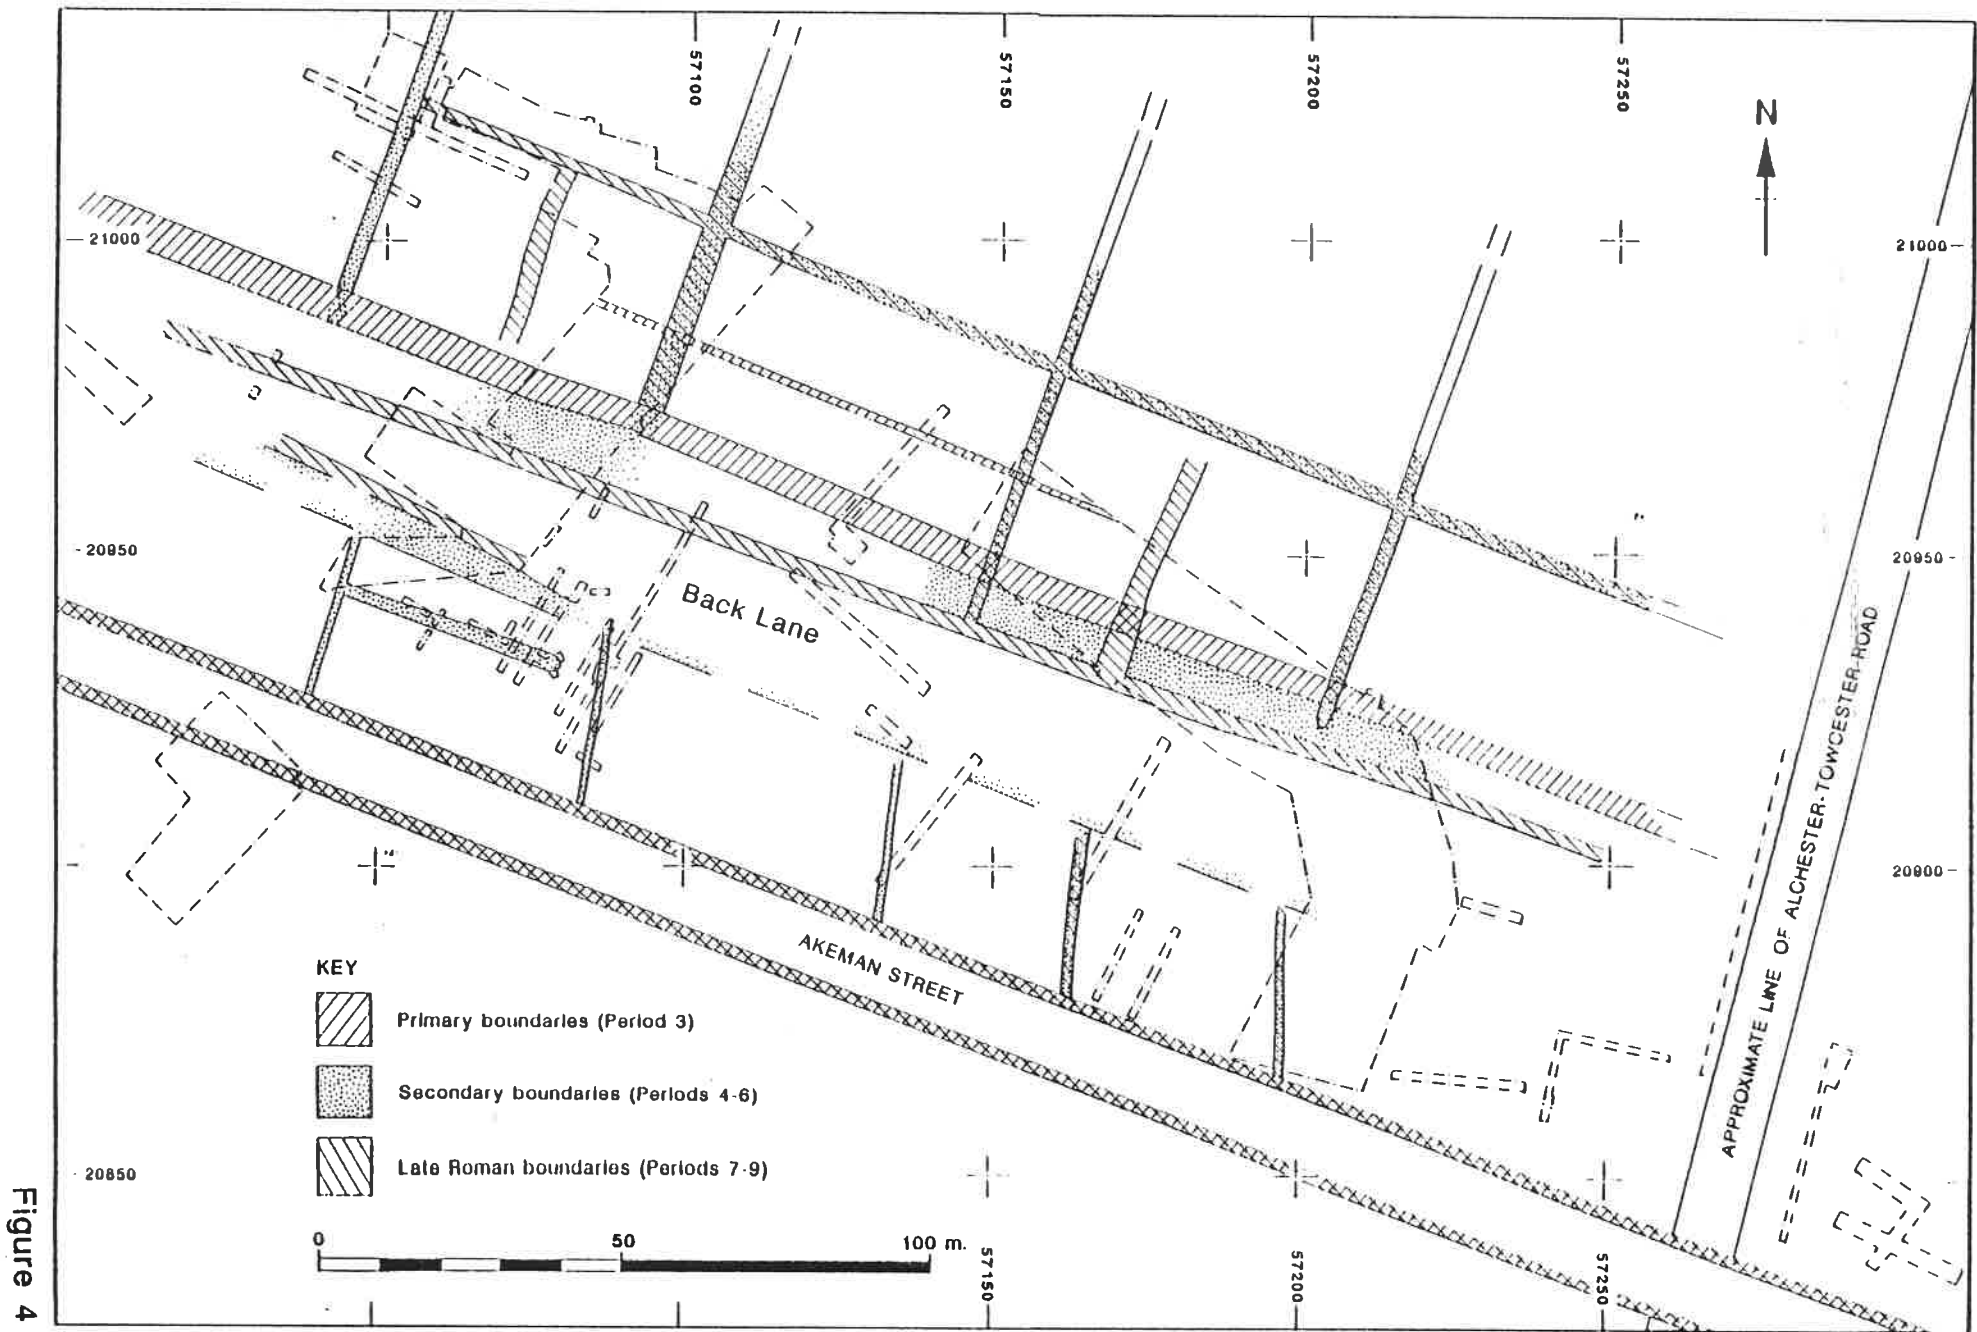 57100
57150
57200
57250
N
21000
21000
20950
20950
Back Lane
20900
AKEMAN STREET
APPROXIMATE LINE OF ALCHESTER-TOWCESTER-ROAD
KEY
Primary boundaries (Period 3)
Secondary boundaries (Periods 4-6)
Late Roman boundaries (Periods 7-9)
20850
0 50 100 m.
57150
57200
57250
Figure 4